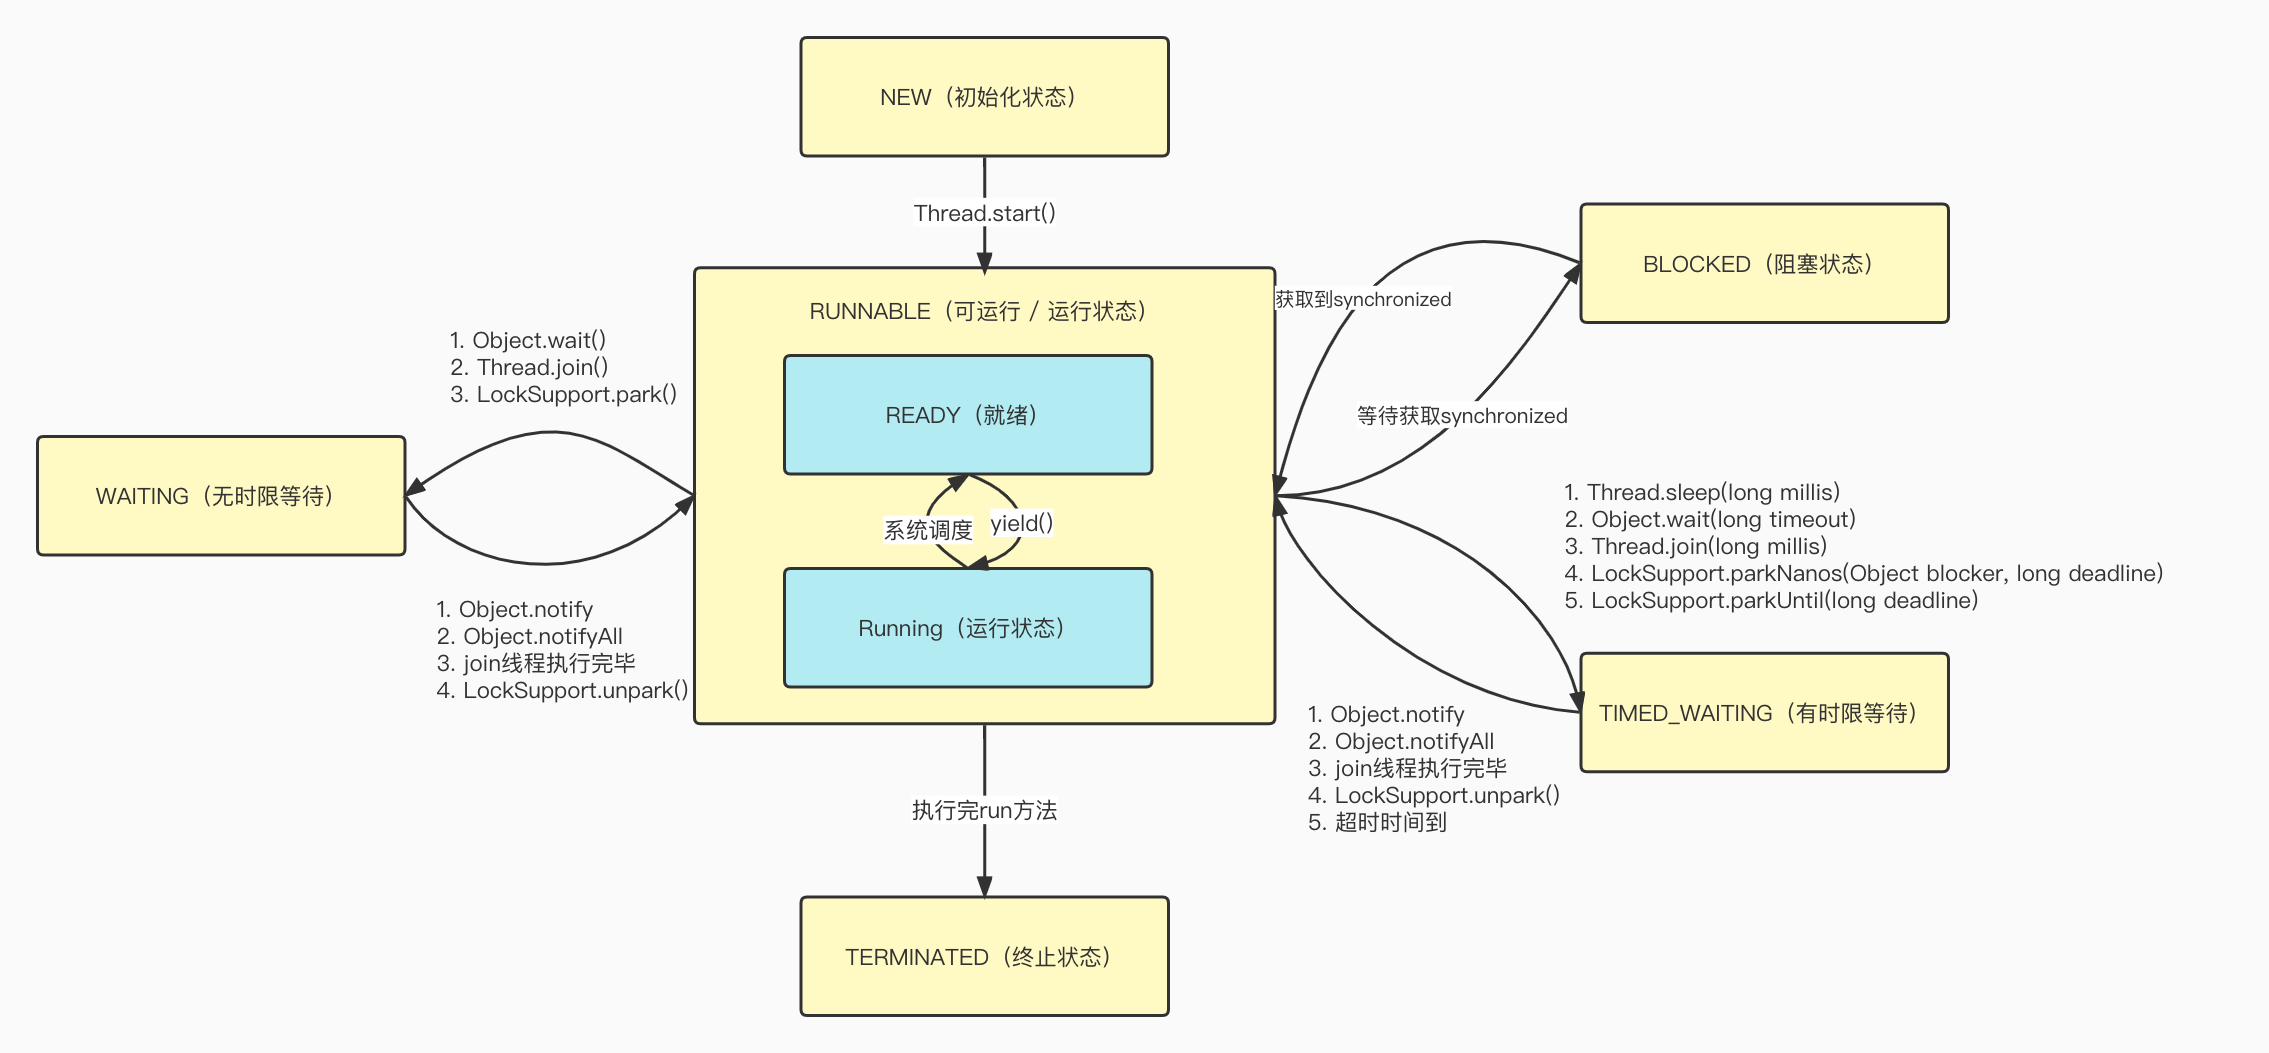 NEW（初始化状态）
Thread.start()
RUNNABLE（可运行 / 运行状态）
READY（就绪）
系统调度
yield()
Running（运行状态）
1. Object.wait()
2. Thread.join()
3. LockSupport.park()
WAITING（无时限等待）
1. Object.notify
2. Object.notifyAll
3. join线程执行完毕
4. LockSupport.unpark()
获取到synchronized
BLOCKED（阻塞状态）
等待获取synchronized
1. Thread.sleep(long millis)
2. Object.wait(long timeout)
3. Thread.join(long millis)
4. LockSupport.parkNanos(Object blocker, long deadline)
5. LockSupport.parkUntil(long deadline)
TIMED_WAITING（有时限等待）
1. Object.notify
2. Object.notifyAll
3. join线程执行完毕
4. LockSupport.unpark()
5. 超时时间到
执行完run方法
TERMINATED（终止状态）